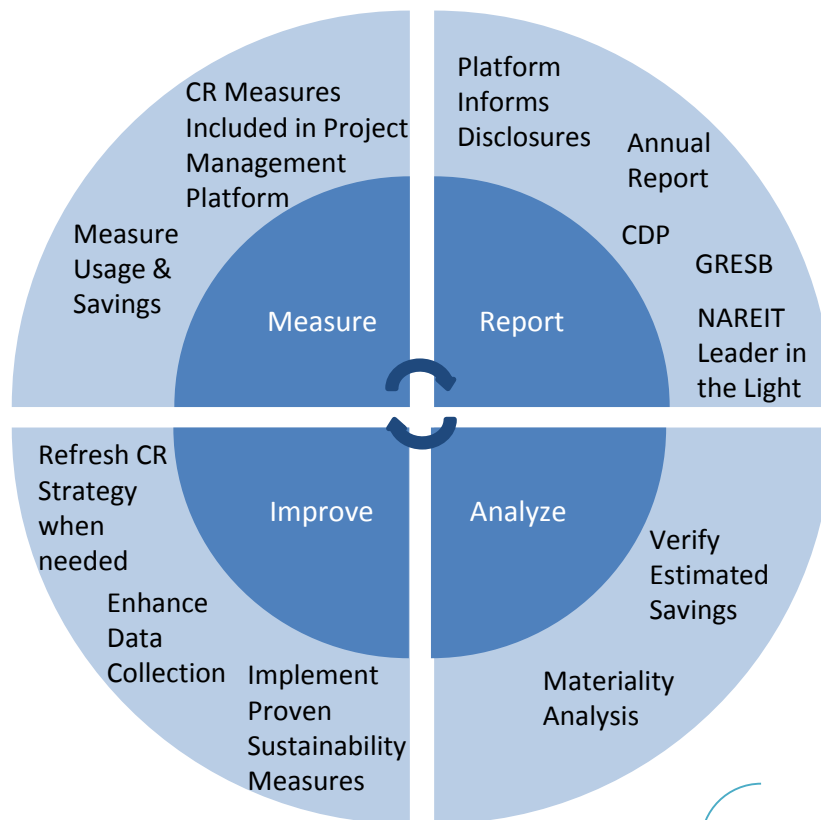 CR Measures
Included in Project
Management
Platform
Measure
Usage &
Savings
Measure
Platform
Informs
Disclosures
Annual
Report
CDP
GRESB
NAREIT
Leader in
the Light
Report
Refresh CR
Strategy
when
needed
Enhance
Data
Collection
Implement
Proven
Sustainability
Measures
Improve
Analyze
Verify
Estimated
Savings
Materiality
Analysis